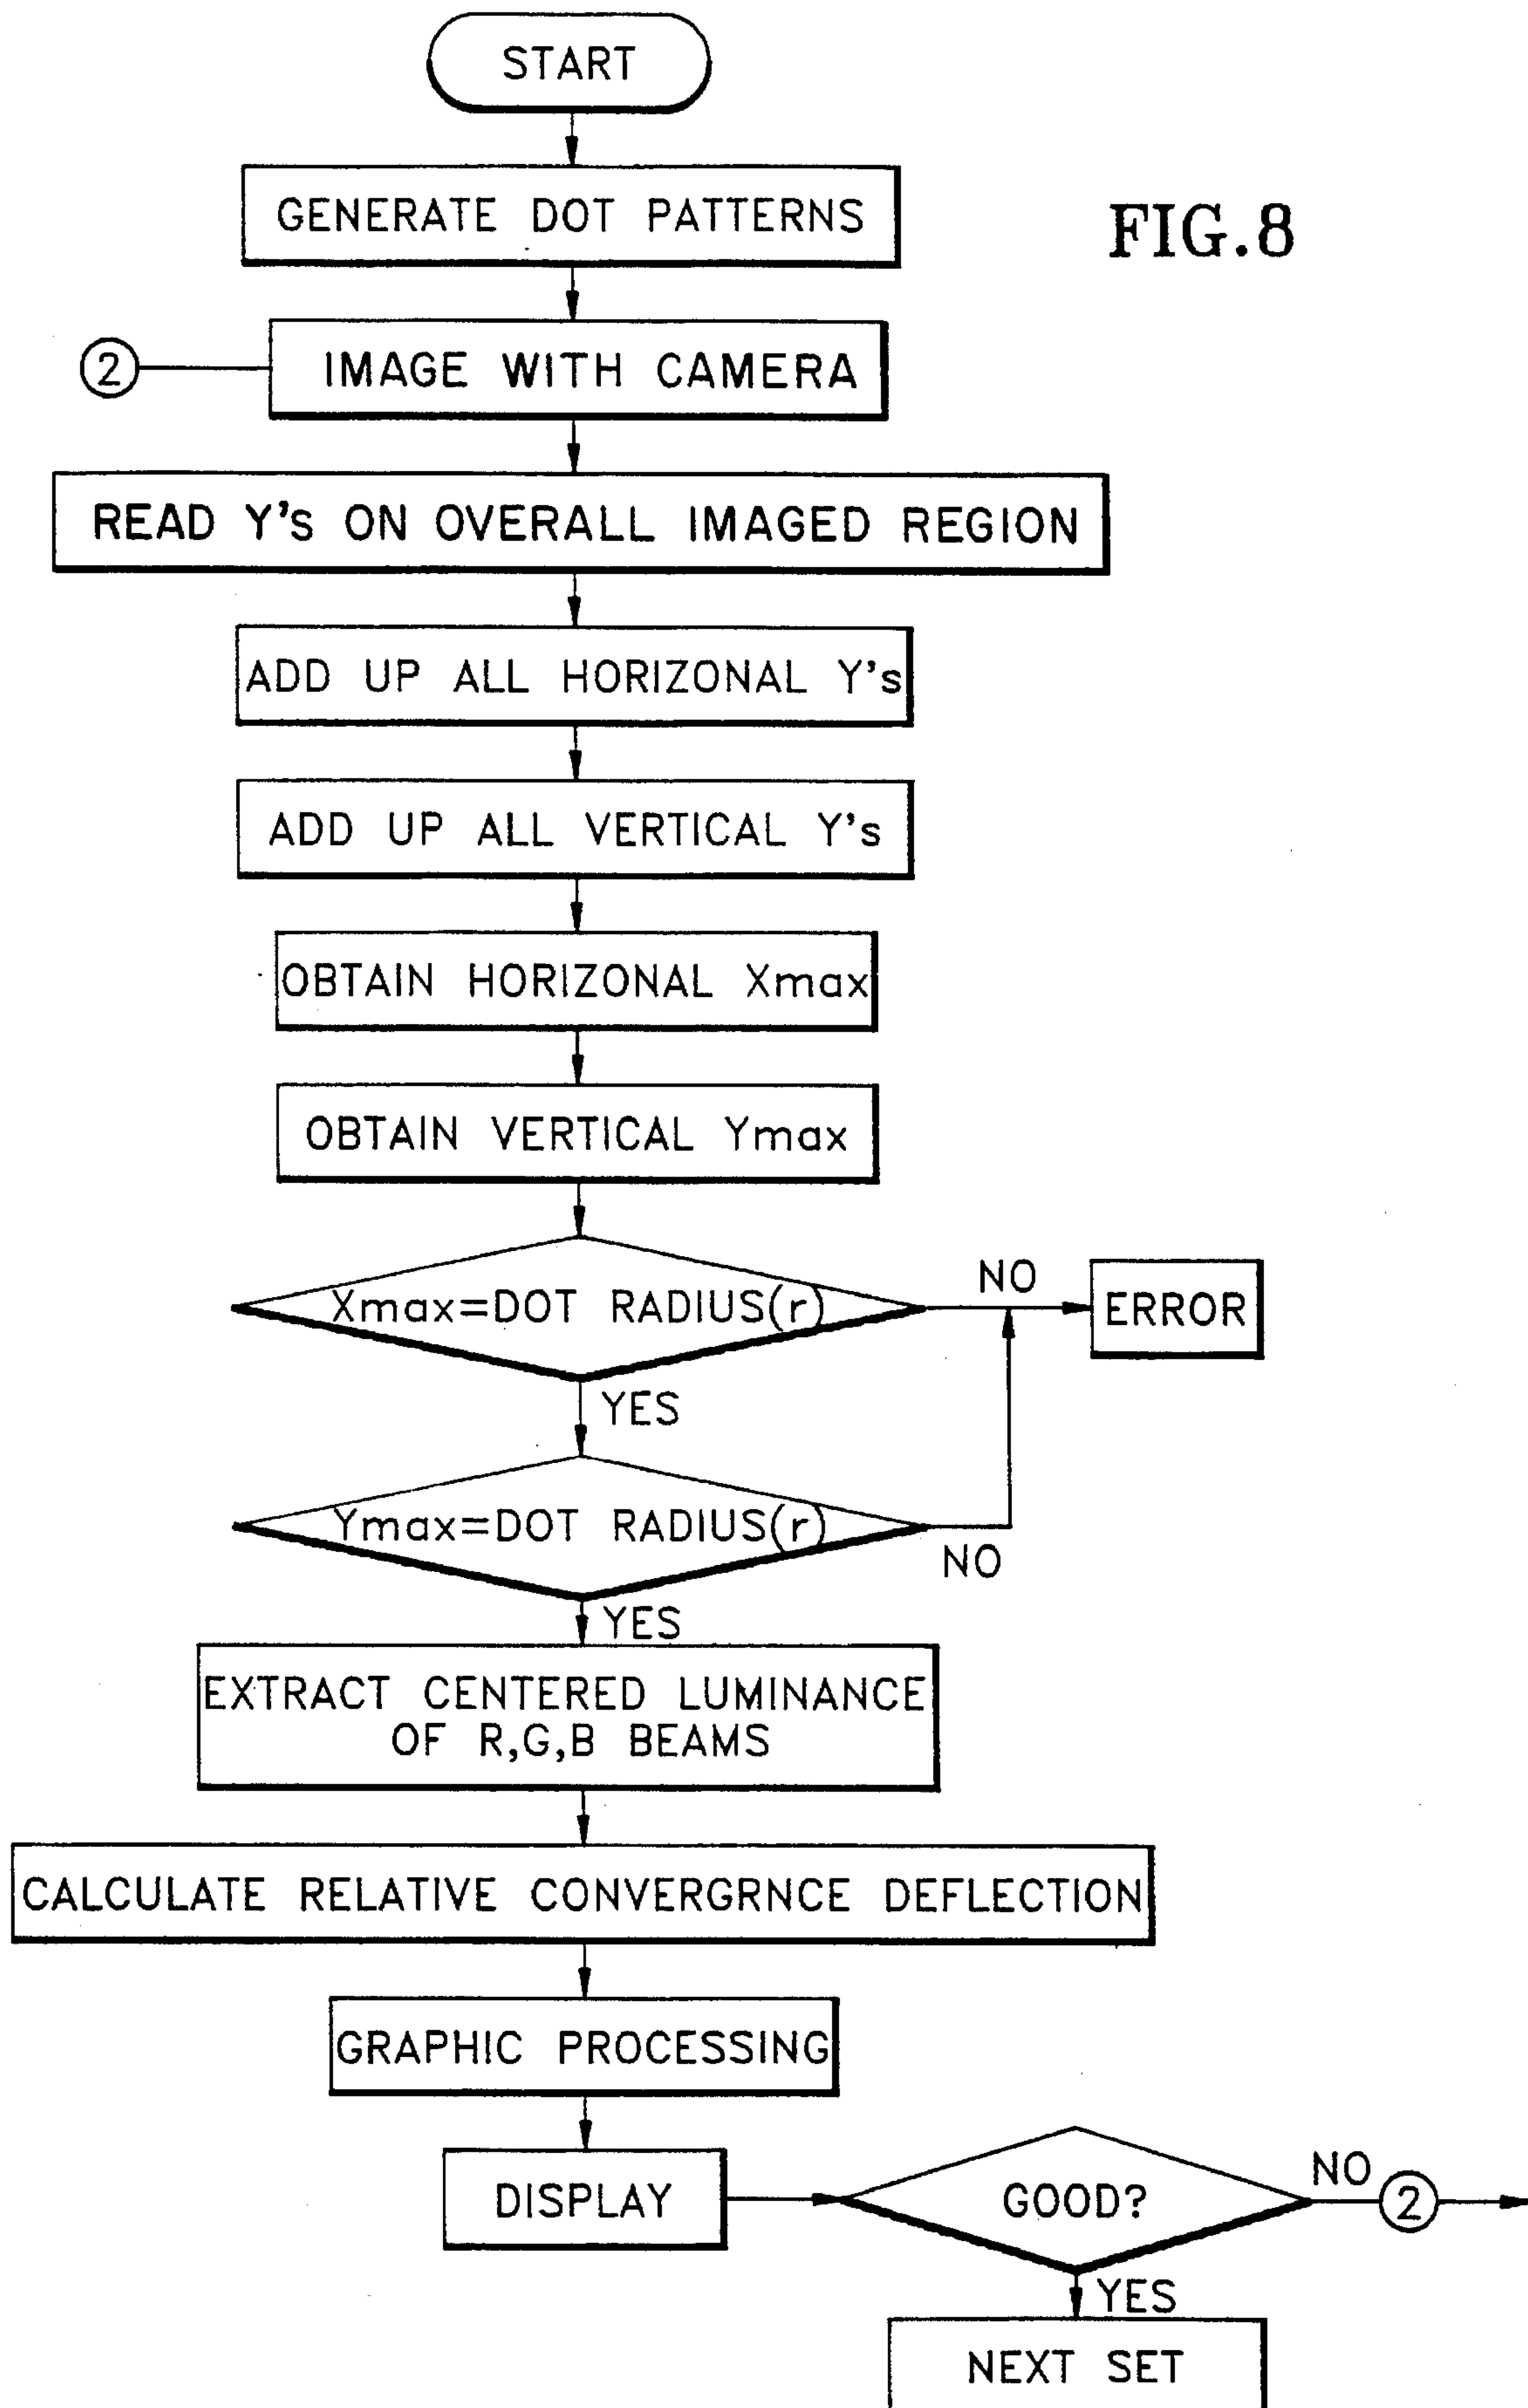 START
GENERATE DOT PATTERNS
FIG.8
② IMAGE WITH CAMERA
READ Y's ON OVERALL IMAGED REGION
ADD UP ALL HORIZONAL Y's
ADD UP ALL VERTICAL Y's
OBTAIN HORIZONAL Xmax
OBTAIN VERTICAL Ymax
Xmax=DOT RADIUS(r)
NO
ERROR
YES
Ymax=DOT RADIUS(r)
NO
YES
EXTRACT CENTERED LUMINANCE
OF R,G,B BEAMS
CALCULATE RELATIVE CONVERGRNCE DEFLECTION
GRAPHIC PROCESSING
DISPLAY
GOOD?
NO ②
YES
NEXT SET